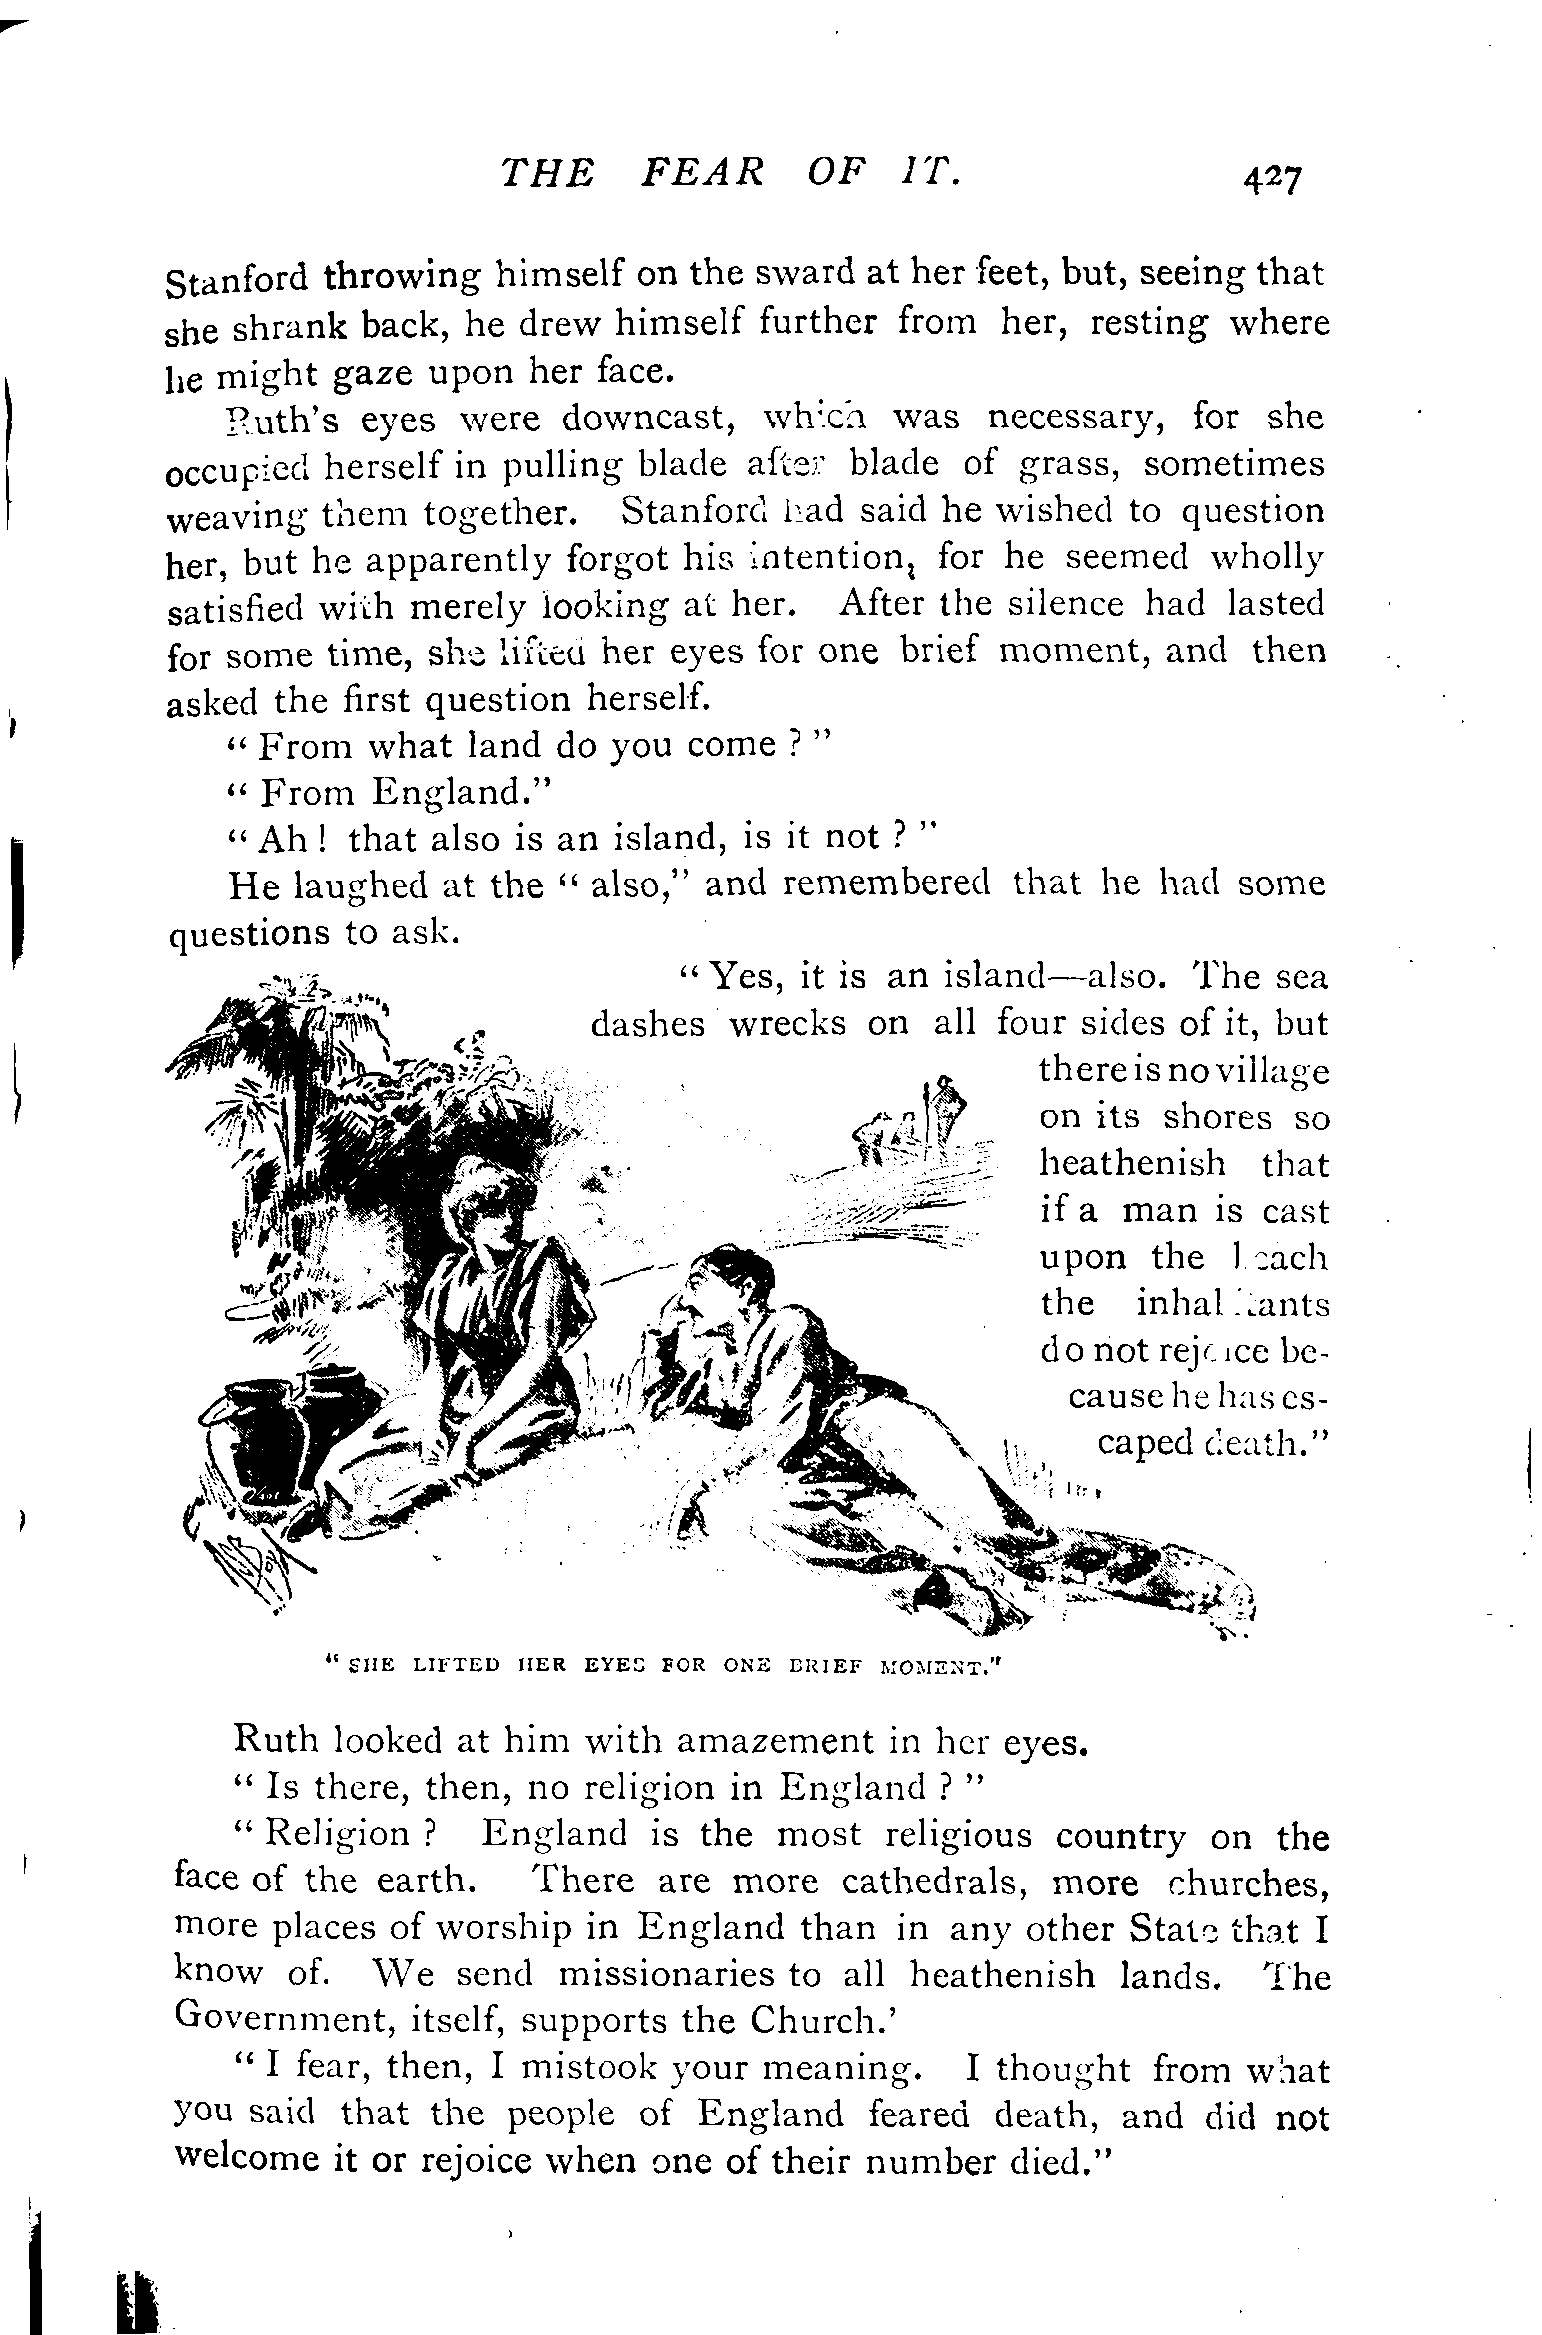 THE FEAR OF IT. 427
Stanford throwing himself on the sward at her feet, but, seeing that
she shrank back, he drew himself further from her, resting where
he might gaze upon her face.
Ruth's eyes were downcast, which was necessary, for she
occupied herself in pulling blade after blade of grass, sometimes
weaving them together. Stanford had said he wished to question
her, but he apparently forgot his intention, for he seemed wholly
satisfied with merely looking at her. After the silence had lasted
for some time, she lifted her eyes for one brief moment, and then
asked the first question herself.
“ From what land do you come ? ”
“ From England.”
“ Ah ! that also is an island, is it not ? ”
He laughed at the “ also,” and remembered that he had some
questions to ask.
“ Yes, it is an island—also. The sea
dashes wrecks on all four sides of it, but
there is no village
on its shores so
heathenish that
if a man is cast
upon the beach
the inhabitants
do not rejoice be-
cause he has es-
caped death.”
“ SHE LIFTED HER EYES FOR ONE BRIEF MOMENT.”
Ruth looked at him with amazement in her eyes.
“ Is there, then, no religion in England ? ”
“ Religion ? England is the most religious country on the
face of the earth. There are more cathedrals, more churches,
more places of worship in England than in any other State that I
know of. We send missionaries to all heathenish lands. The
Government, itself, supports the Church.’
“ I fear, then, I mistook your meaning. I thought from what
you said that the people of England feared death, and did not
welcome it or rejoice when one of their number died.”